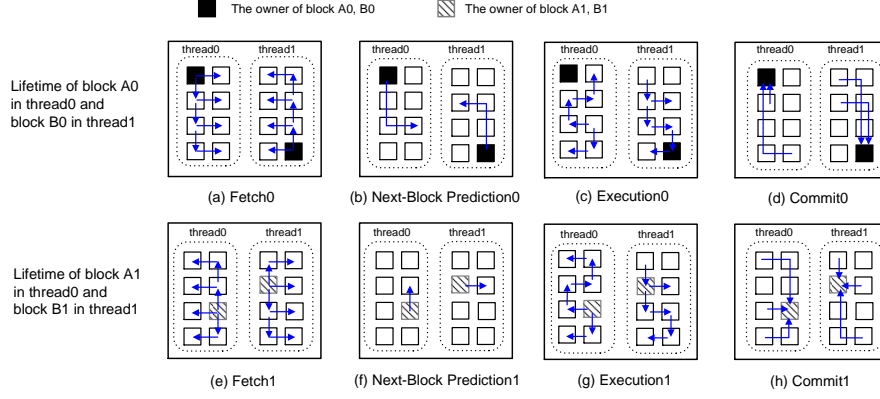 The owner of block A0, B0
The owner of block A1, B1
Lifetime of block A0
in thread0 and
block B0 in thread1
thread0
thread1
thread0
thread1
thread0
thread1
thread0
thread1
(a) Fetch0
(b) Next-Block Prediction0
(c) Execution0
(d) Commit0
Lifetime of block A1
in thread0 and
block B1 in thread1
thread0
thread1
thread0
thread1
thread0
thread1
thread0
thread1
(e) Fetch1
(f) Next-Block Prediction1
(g) Execution1
(h) Commit1